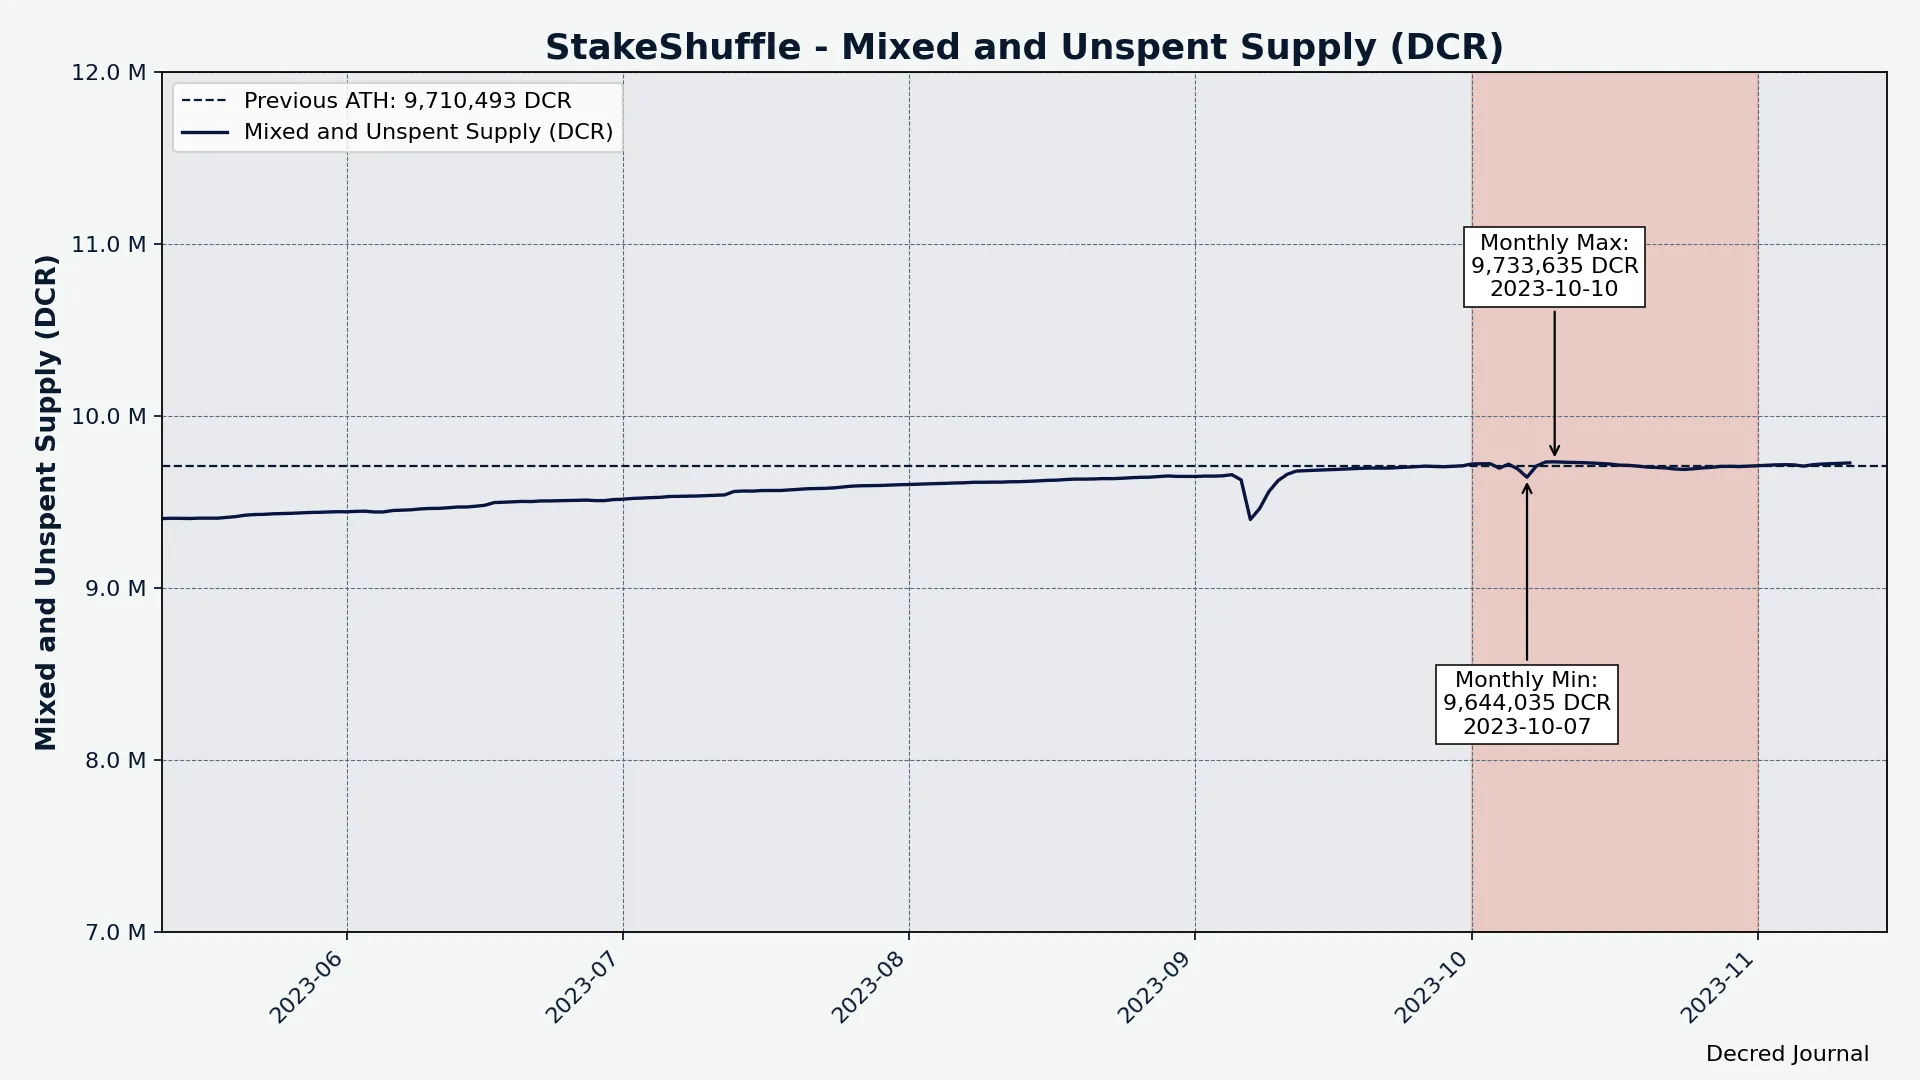 StakeShuffle - Mixed and Unspent Supply (DCR)
12.0 M
11.0 M
10.0 M
9.0 M
8.0 M
7.0 M
Mixed and Unspent Supply (DCR)
Previous ATH: 9,710,493 DCR
Mixed and Unspent Supply (DCR)
Monthly Max:
9,733,635 DCR
2023-10-10
Monthly Min:
9,644,035 DCR
2023-10-07
2023-06
2023-07
2023-08
2023-09
2023-10
2023-11
Decred Journal